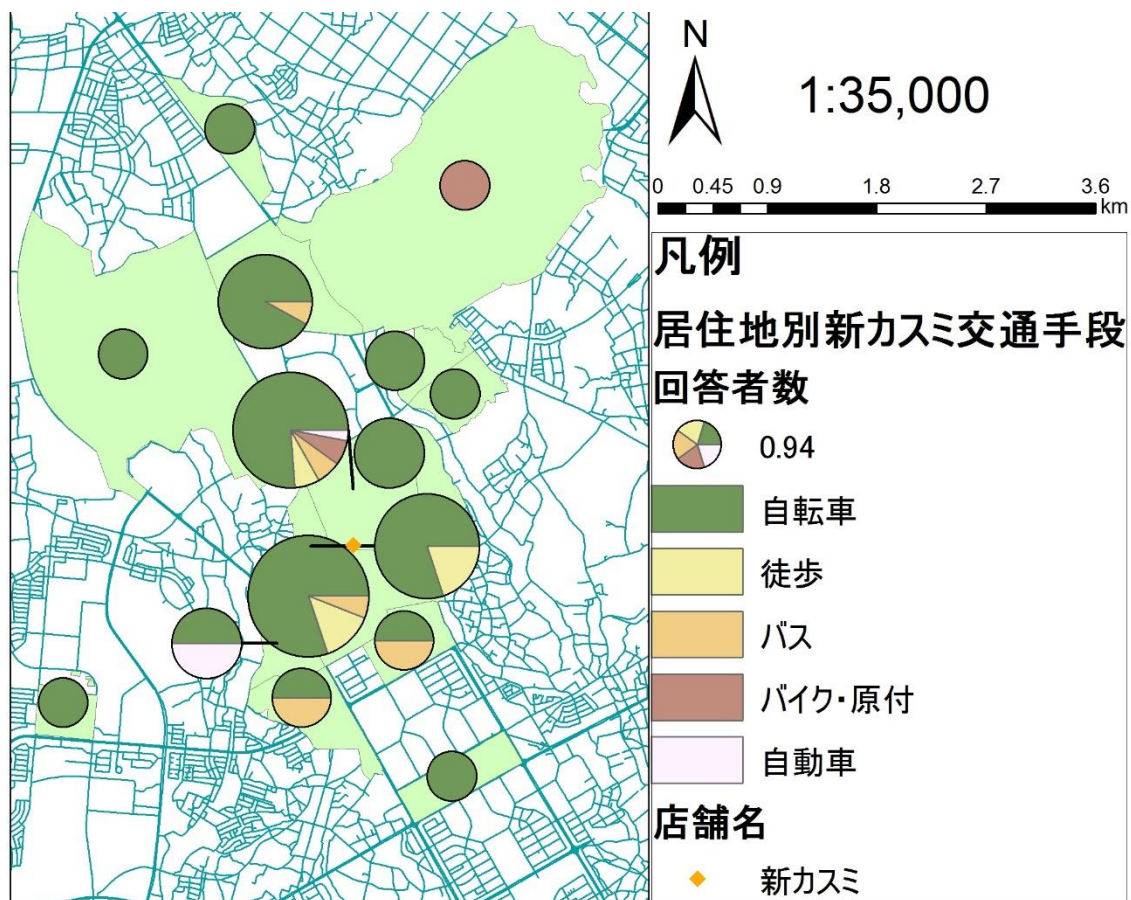 N
1:35,000
0 0.45 0.9 1.8 2.7 3.6
km
凡例
居住地別新カスミ交通手段
回答者数
0.94
自転車
徒歩
バス
バイク・原付
自動車
店舗名
新カスミ